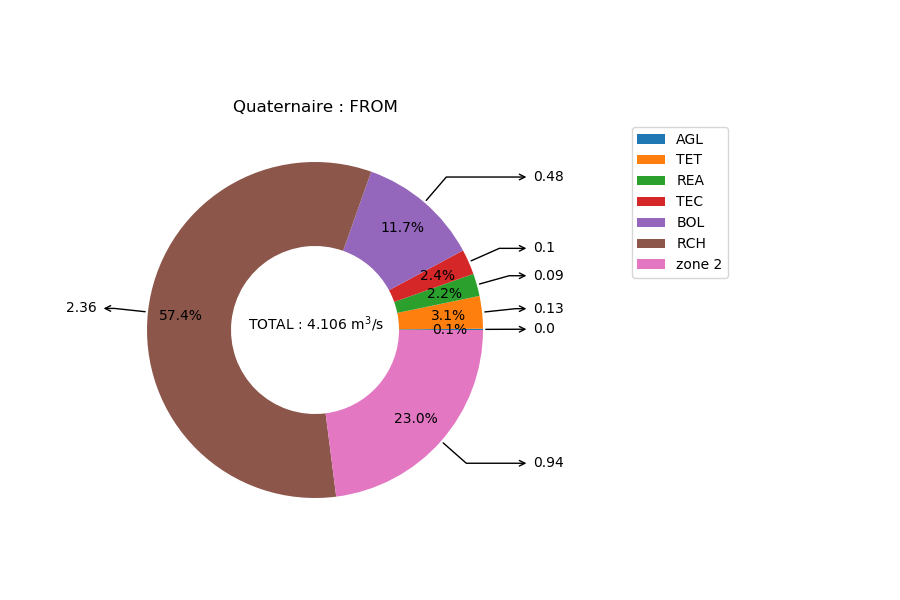 Quaternaire : FROM
AGL
TET
REA
TEC
BOL
RCH
zone 2
0.48
11.7%
0.1
2.4%
0.09
2.2%
0.13
3.1%
0.0
0.1%
2.36
57.4%
TOTAL : 4.106 m³/s
23.0%
0.94